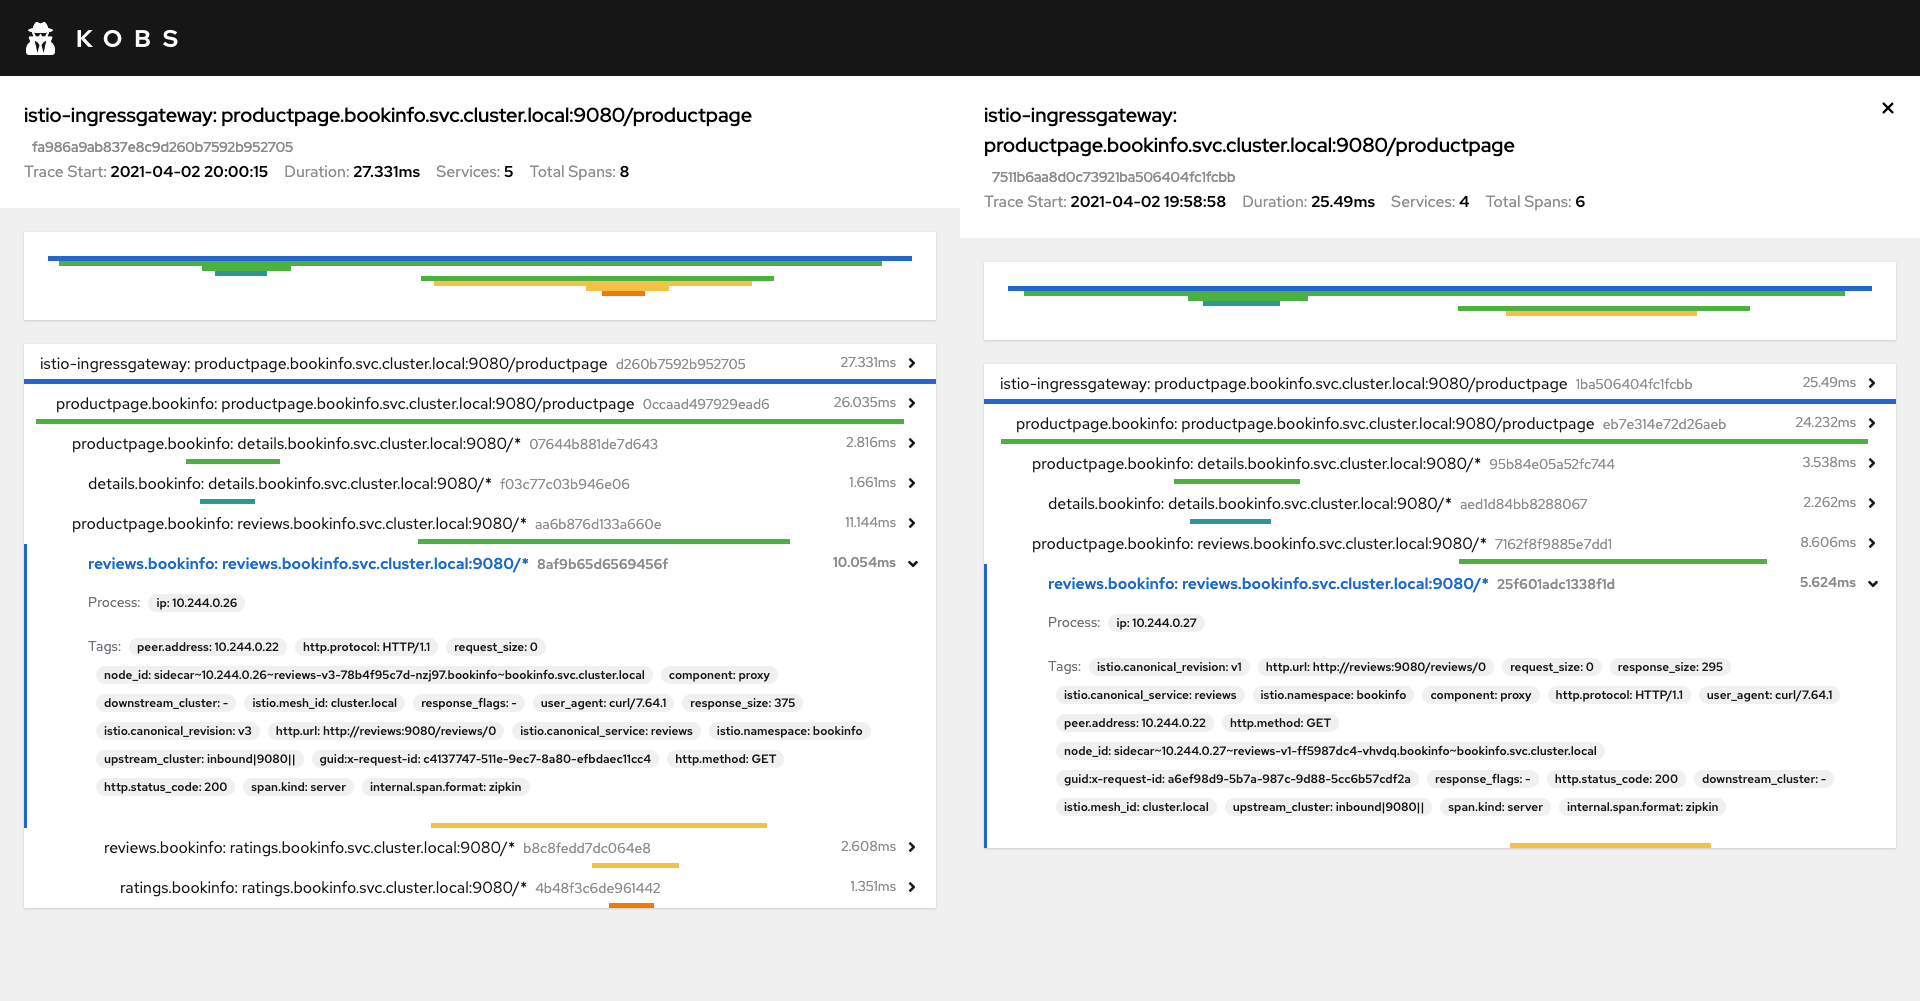 KOBS
istio-ingressgateway: productpage.bookinfo.svc.cluster.local:9080/productpage
fa986a9ab837e8c9d260b7592b952705
Trace Start: 2021-04-02 20:00:15 Duration: 27.331ms Services: 5 Total Spans: 8
istio-ingressgateway: productpage.bookinfo.svc.cluster.local:9080/productpage d260b7592b952705 27.331ms
productpage.bookinfo: productpage.bookinfo.svc.cluster.local:9080/productpage 0ccaad497929ead6 26.035ms
productpage.bookinfo: details.bookinfo.svc.cluster.local:9080/* 07644b881de7d643 2.816ms
details.bookinfo: details.bookinfo.svc.cluster.local:9080/* f03c77c03b946e06 1.661ms
productpage.bookinfo: reviews.bookinfo.svc.cluster.local:9080/* aa6b876d133a660e 11.144ms
reviews.bookinfo: reviews.bookinfo.svc.cluster.local:9080/* 8af9b65d6569456f 10.054ms
Process: ip: 10.244.0.26
Tags: peer.address: 10.244.0.22 http.protocol: HTTP/1.1 request_size: 0
node_id: sidecar~10.244.0.26~reviews-v3-78b4f95c7d-nzj97.bookinfo~bookinfo.svc.cluster.local component: proxy
downstream_cluster: - istio.mesh_id: cluster.local response_flags: - user_agent: curl/7.64.1 response_size: 375
istio.canonical_revision: v3 http.url: http://reviews:9080/reviews/0 istio.canonical_service: reviews istio.namespace: bookinfo
upstream_cluster: inbound|9080|| guid:x-request-id: c4137747-511e-9ec7-8a80-efbdaec11cc4 http.method: GET
http.status_code: 200 span.kind: server internal.span.format: zipkin
reviews.bookinfo: ratings.bookinfo.svc.cluster.local:9080/* b8c8fedd7dc064e8 2.608ms
ratings.bookinfo: ratings.bookinfo.svc.cluster.local:9080/* 4b48f3c6de961442 1.351ms
istio-ingressgateway:
productpage.bookinfo.svc.cluster.local:9080/productpage
7511b6aa8d0c73921ba506404fc1fcbb
Trace Start: 2021-04-02 19:58:58 Duration: 25.49ms Services: 4 Total Spans: 6
istio-ingressgateway: productpage.bookinfo.svc.cluster.local:9080/productpage 1ba506404fc1fcbb 25.49ms
productpage.bookinfo: productpage.bookinfo.svc.cluster.local:9080/productpage eb7e314e72d26aeb 24.232ms
productpage.bookinfo: details.bookinfo.svc.cluster.local:9080/* 95b84e05a52fc744 3.538ms
details.bookinfo: details.bookinfo.svc.cluster.local:9080/* aed1d84bb8288067 2.262ms
productpage.bookinfo: reviews.bookinfo.svc.cluster.local:9080/* 7162f8f9885e7dd1 8.606ms
reviews.bookinfo: reviews.bookinfo.svc.cluster.local:9080/* 25f601adc1338f1d 5.624ms
Process: ip: 10.244.0.27
Tags: istio.canonical_revision: v1 http.url: http://reviews:9080/reviews/0 request_size: 0 response_size: 295
istio.canonical_service: reviews istio.namespace: bookinfo component: proxy http.protocol: HTTP/1.1 user_agent: curl/7.64.1
peer.address: 10.244.0.22 http.method: GET
node_id: sidecar~10.244.0.27~reviews-v1-ff5987dc4-vhvdq.bookinfo~bookinfo.svc.cluster.local
guid:x-request-id: a6ef98d9-5b7a-987c-9d88-5cc6b57cdf2a response_flags: - http.status_code: 200 downstream_cluster: -
istio.mesh_id: cluster.local upstream_cluster: inbound|9080|| span.kind: server internal.span.format: zipkin